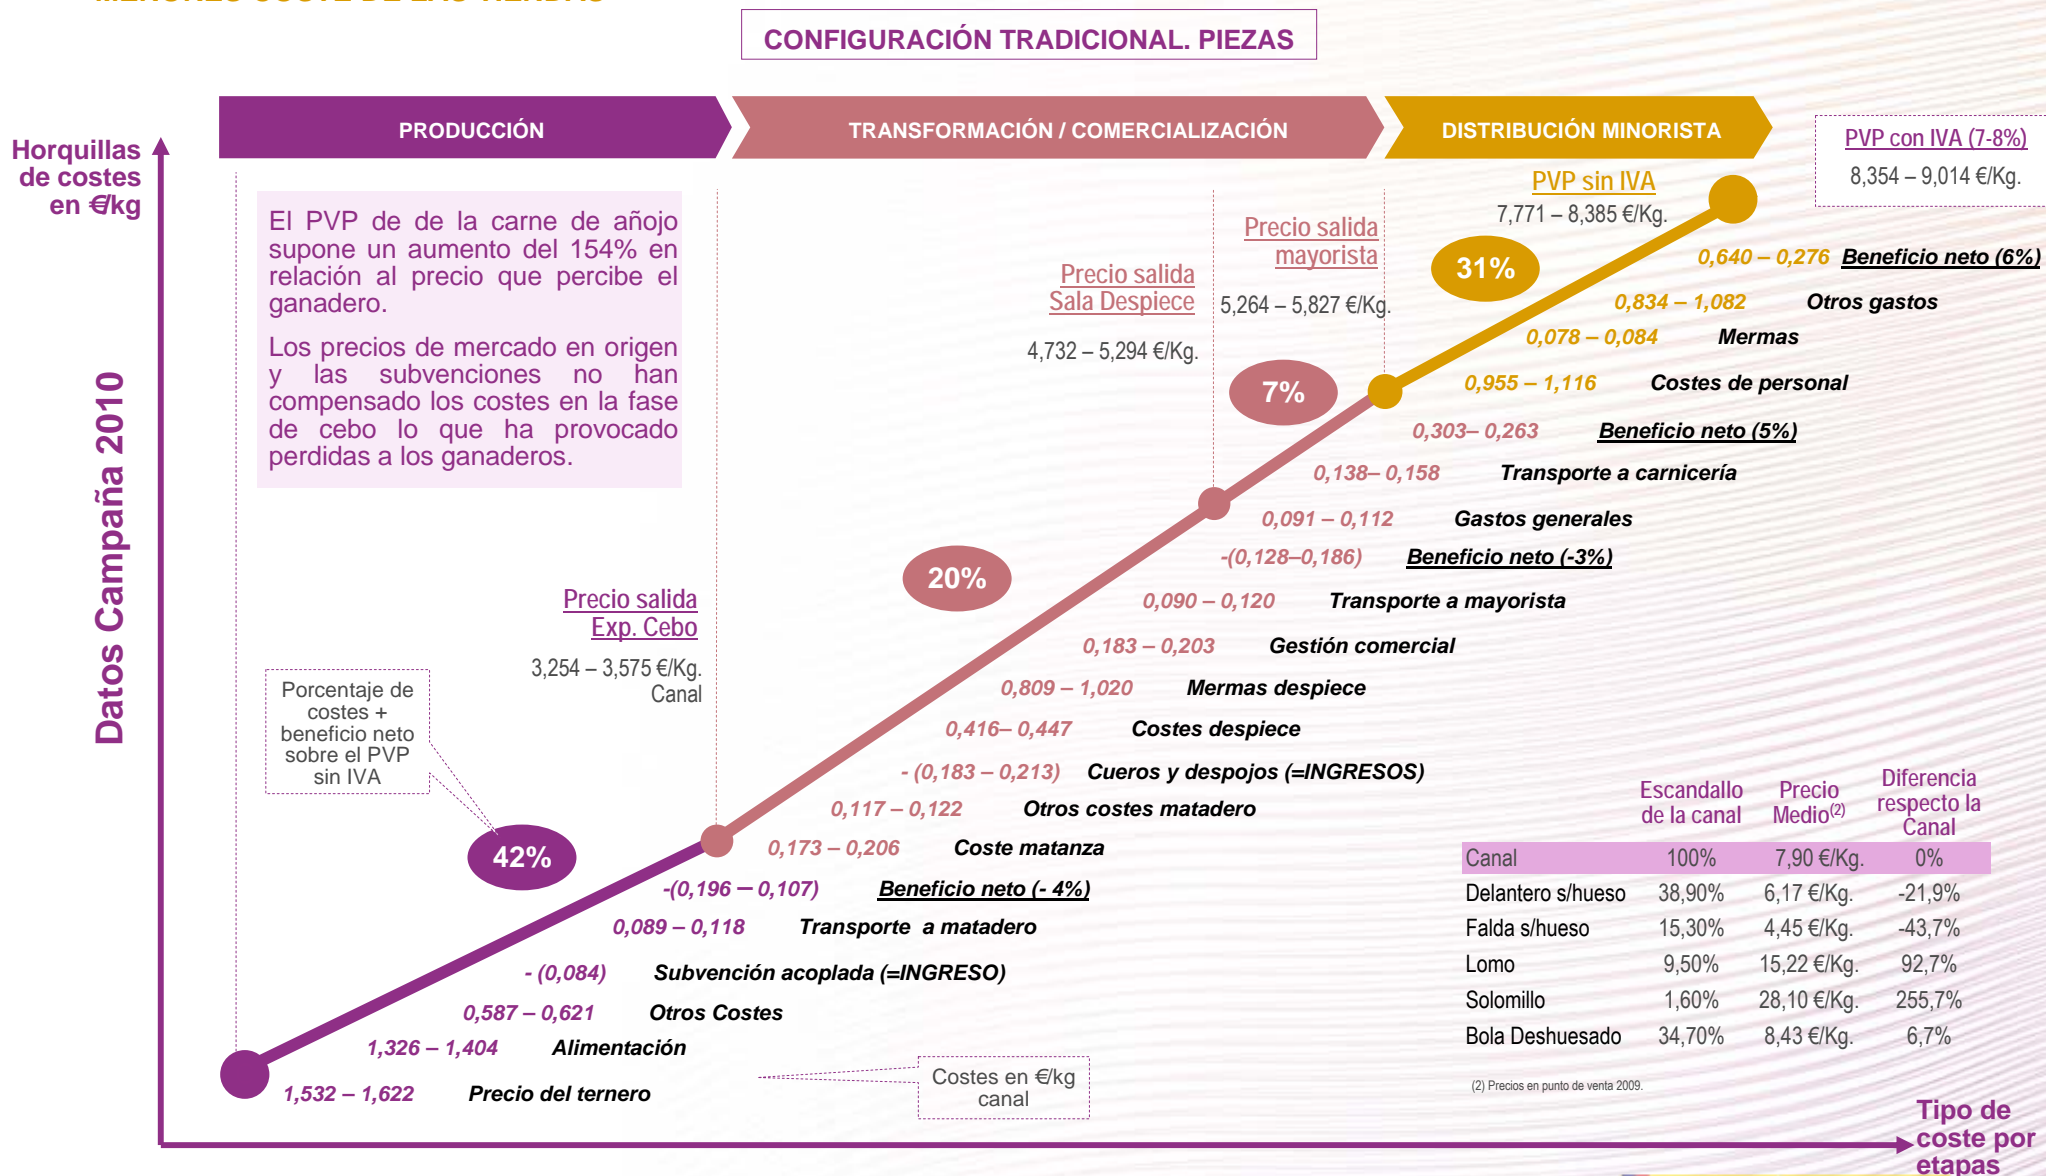 CONFIGURACIÓN TRADICIONAL. PIEZAS
PRODUCCIÓN
TRANSFORMACIÓN / COMERCIALIZACIÓN
DISTRIBUCIÓN MINORISTA
Horquillas
de costes
en €/kg
Datos Campaña 2010
El PVP de de la carne de añojo
supone un aumento del 154% en
relación al precio que percibe el
ganadero.
Los precios de mercado en origen
y las subvenciones no han
compensado los costes en la fase
de cebo lo que ha provocado
perdidas a los ganaderos.
PVP con IVA (7-8%)
8,354 – 9,014 €/Kg.
PVP sin IVA
7,771 – 8,385 €/Kg.
Precio salida
mayorista
5,264 – 5,827 €/Kg.
Precio salida
Sala Despiece
4,732 – 5,294 €/Kg.
Precio salida
Exp. Cebo
3,254 – 3,575 €/Kg.
Canal
31%
7%
20%
42%
Porcentaje de
costes +
beneficio neto
sobre el PVP
sin IVA
0,640 – 0,276 Beneficio neto (6%)
0,834 – 1,082 Otros gastos
0,078 – 0,084 Mermas
0,955 – 1,116 Costes de personal
0,303– 0,263 Beneficio neto (5%)
0,138– 0,158 Transporte a carnicería
0,091 – 0,112 Gastos generales
-(0,128–0,186) Beneficio neto (-3%)
0,090 – 0,120 Transporte a mayorista
0,183 – 0,203 Gestión comercial
0,809 – 1,020 Mermas despiece
0,416– 0,447 Costes despiece
- (0,183 – 0,213) Cueros y despojos (=INGRESOS)
0,117 – 0,122 Otros costes matadero
0,173 – 0,206 Coste matanza
-(0,196 – 0,107) Beneficio neto (- 4%)
0,089 – 0,118 Transporte a matadero
- (0,084) Subvención acoplada (=INGRESO)
0,587 – 0,621 Otros Costes
1,326 – 1,404 Alimentación
1,532 – 1,622 Precio del ternero
Costes en €/kg
canal
Escandallo
de la canal
Precio
Medio(2)
Diferencia
respecto la
Canal
Canal 100% 7,90 €/Kg. 0%
Delantero s/hueso 38,90% 6,17 €/Kg. -21,9%
Falda s/hueso 15,30% 4,45 €/Kg. -43,7%
Lomo 9,50% 15,22 €/Kg. 92,7%
Solomillo 1,60% 28,10 €/Kg. 255,7%
Bola Deshuesado 34,70% 8,43 €/Kg. 6,7%
(2) Precios en punto de venta 2009.
Tipo de
coste por
etapas